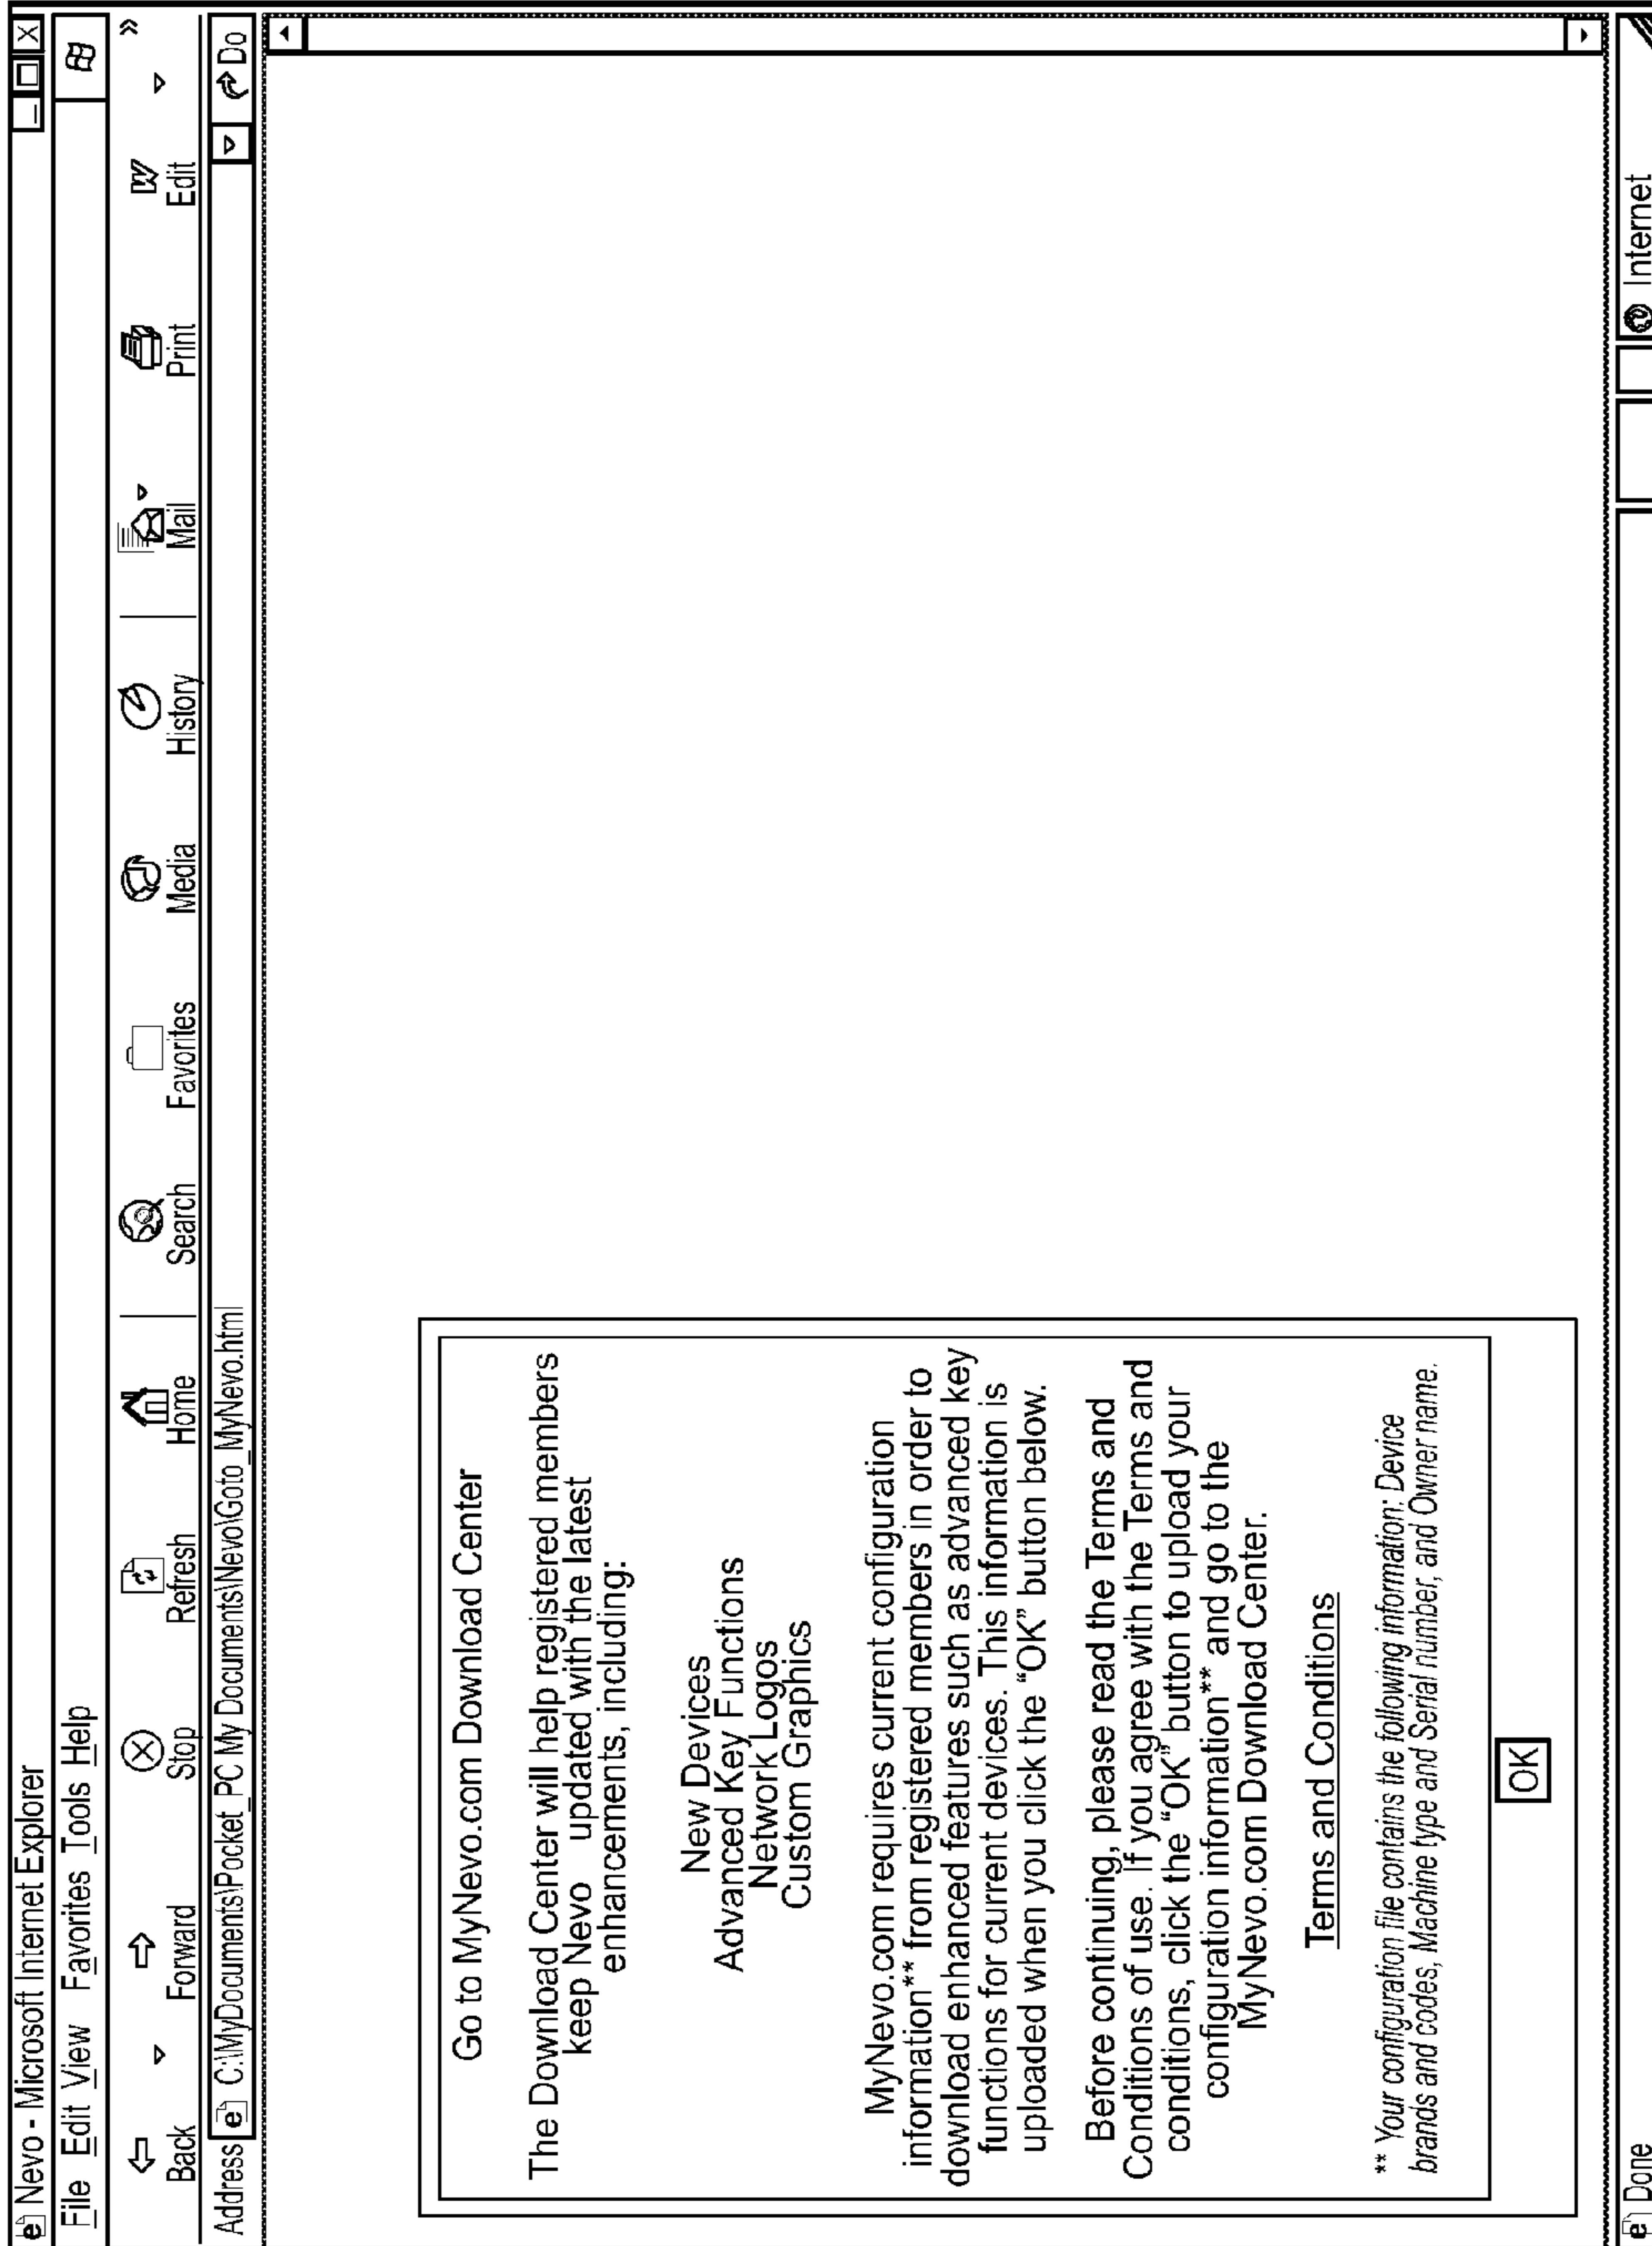 Nevo - Microsoft Internet Explorer
File Edit View Favorites Tools Help
Back Forward Stop Refresh Home Search Favorites Media History Mail Print Edit »
Address C:\MyDocuments\Pocket_PC My Documents\Nevo\Goto_MyNevo.html Do
Go to MyNevo.com Download Center
The Download Center will help registered members
keep Nevo updated with the latest
enhancements, including:
New Devices
Advanced Key Functions
Network Logos
Custom Graphics
MyNevo.com requires current configuration
information** from registered members in order to
download enhanced features such as advanced key
functions for current devices. This information is
uploaded when you click the “OK” button below.
Before continuing, please read the Terms and
Conditions of use. If you agree with the Terms and
conditions, click the “OK” button to upload your
configuration information** and go to the
MyNevo.com Download Center.
Terms and Conditions
** Your configuration file contains the following information: Device
brands and codes, Machine type and Serial number, and Owner name.
OK
Done Internet